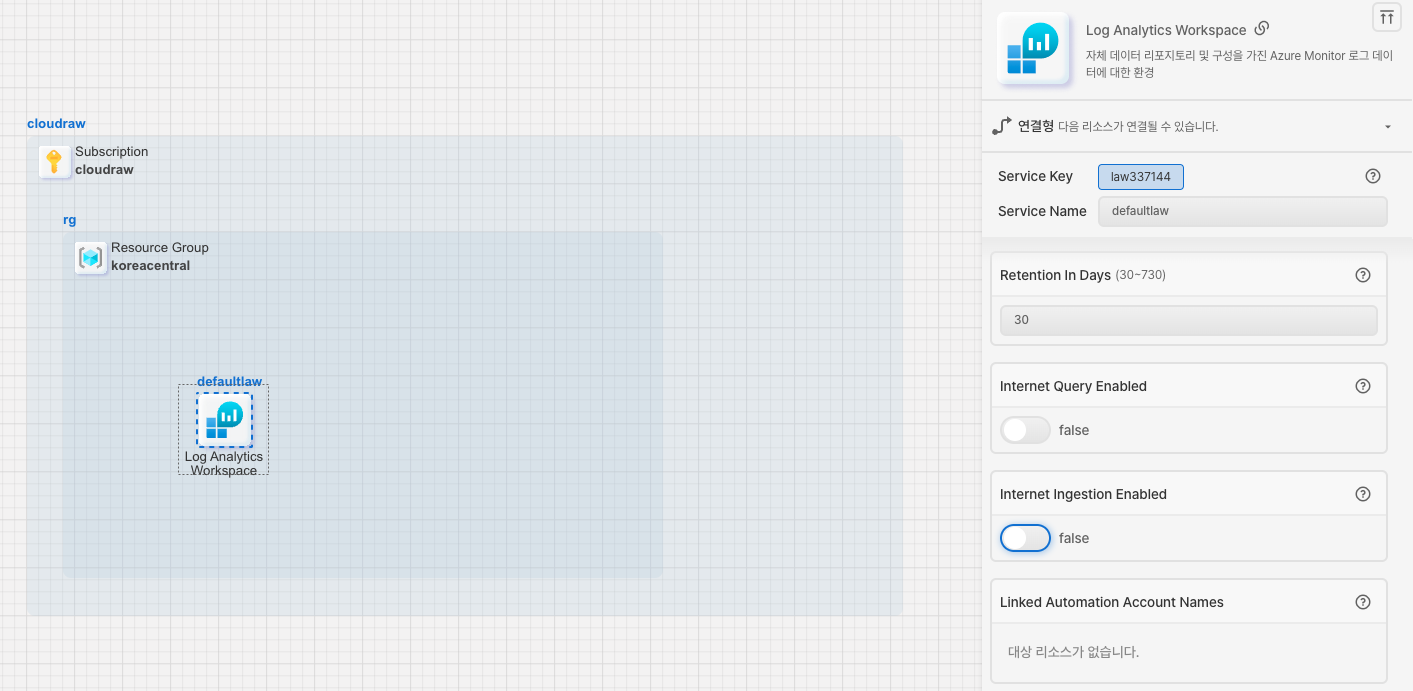 cloudraw
Subscription
cloudraw
rg
Resource Group
koreacentral
defaultlaw
Log Analytics
Workspace
Log Analytics Workspace
자체 데이터 리포지토리 및 구성을 가진 Azure Monitor 로그 데이
터에 대한 환경
연결형 다음 리소스가 연결될 수 있습니다.
Service Key law337144
Service Name defaultlaw
Retention In Days (30~730)
30
Internet Query Enabled
false
Internet Ingestion Enabled
false
Linked Automation Account Names
대상 리소스가 없습니다.